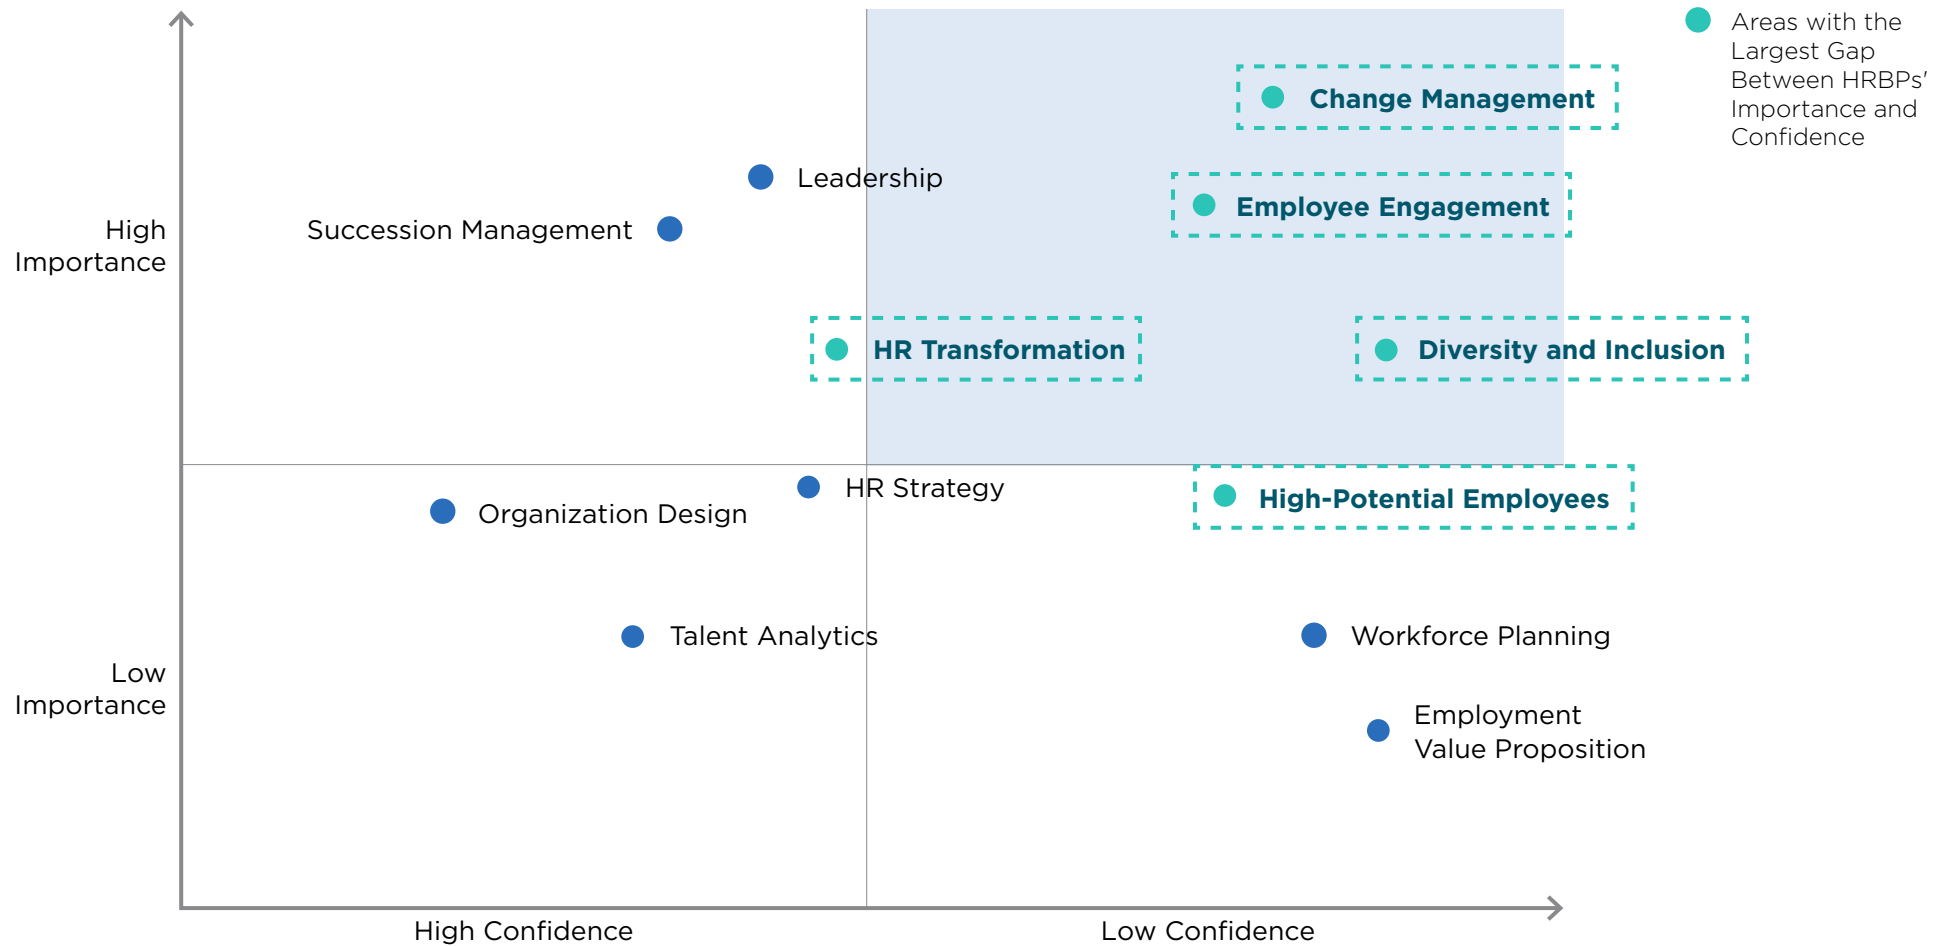 Areas with the
Largest Gap
Between HRBPs'
Importance and
Confidence
Change Management
Leadership
Employee Engagement
Succession Management
High
Importance
HR Transformation
Diversity and Inclusion
HR Strategy
High-Potential Employees
Organization Design
Talent Analytics
Workforce Planning
Low
Importance
Employment
Value Proposition
High Confidence
Low Confidence